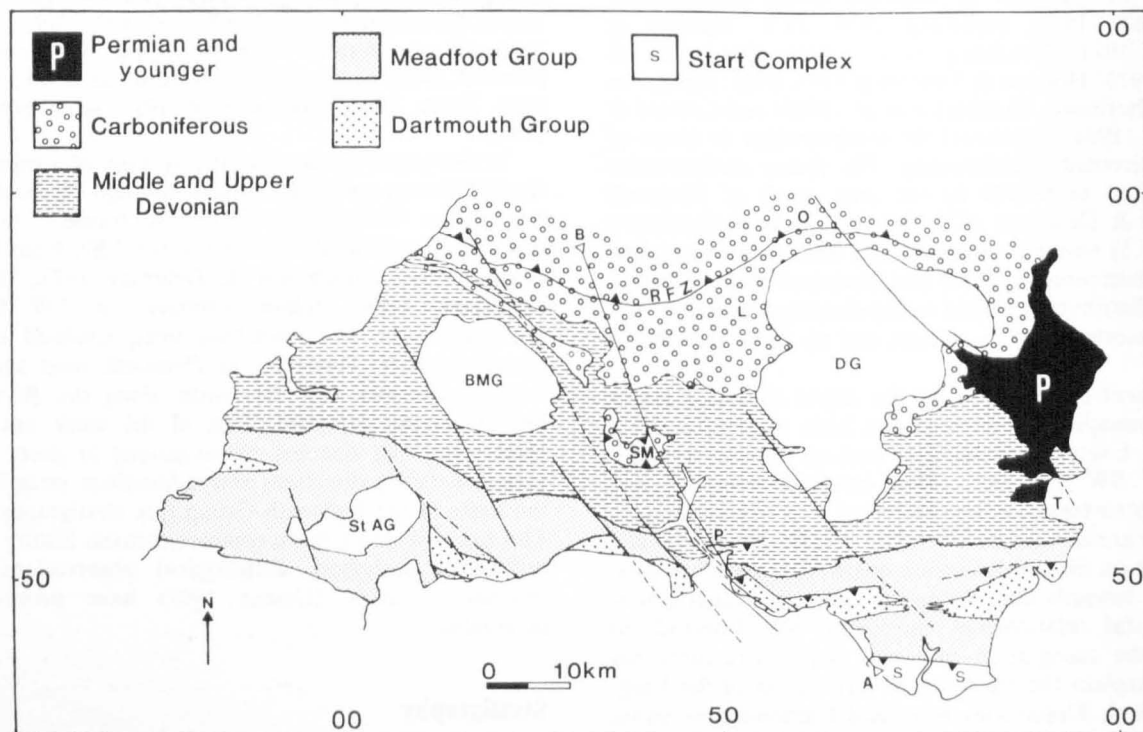 00
P
Permian and
younger
Meadfoot Group
S
Start Complex
Carboniferous
Dartmouth Group
Middle and Upper
Devonian
00
B
O
RFZ
L
BMG
DG
P
SM
T
St AG
P
50
50
N
0 10km
A
S
S
00
50
00